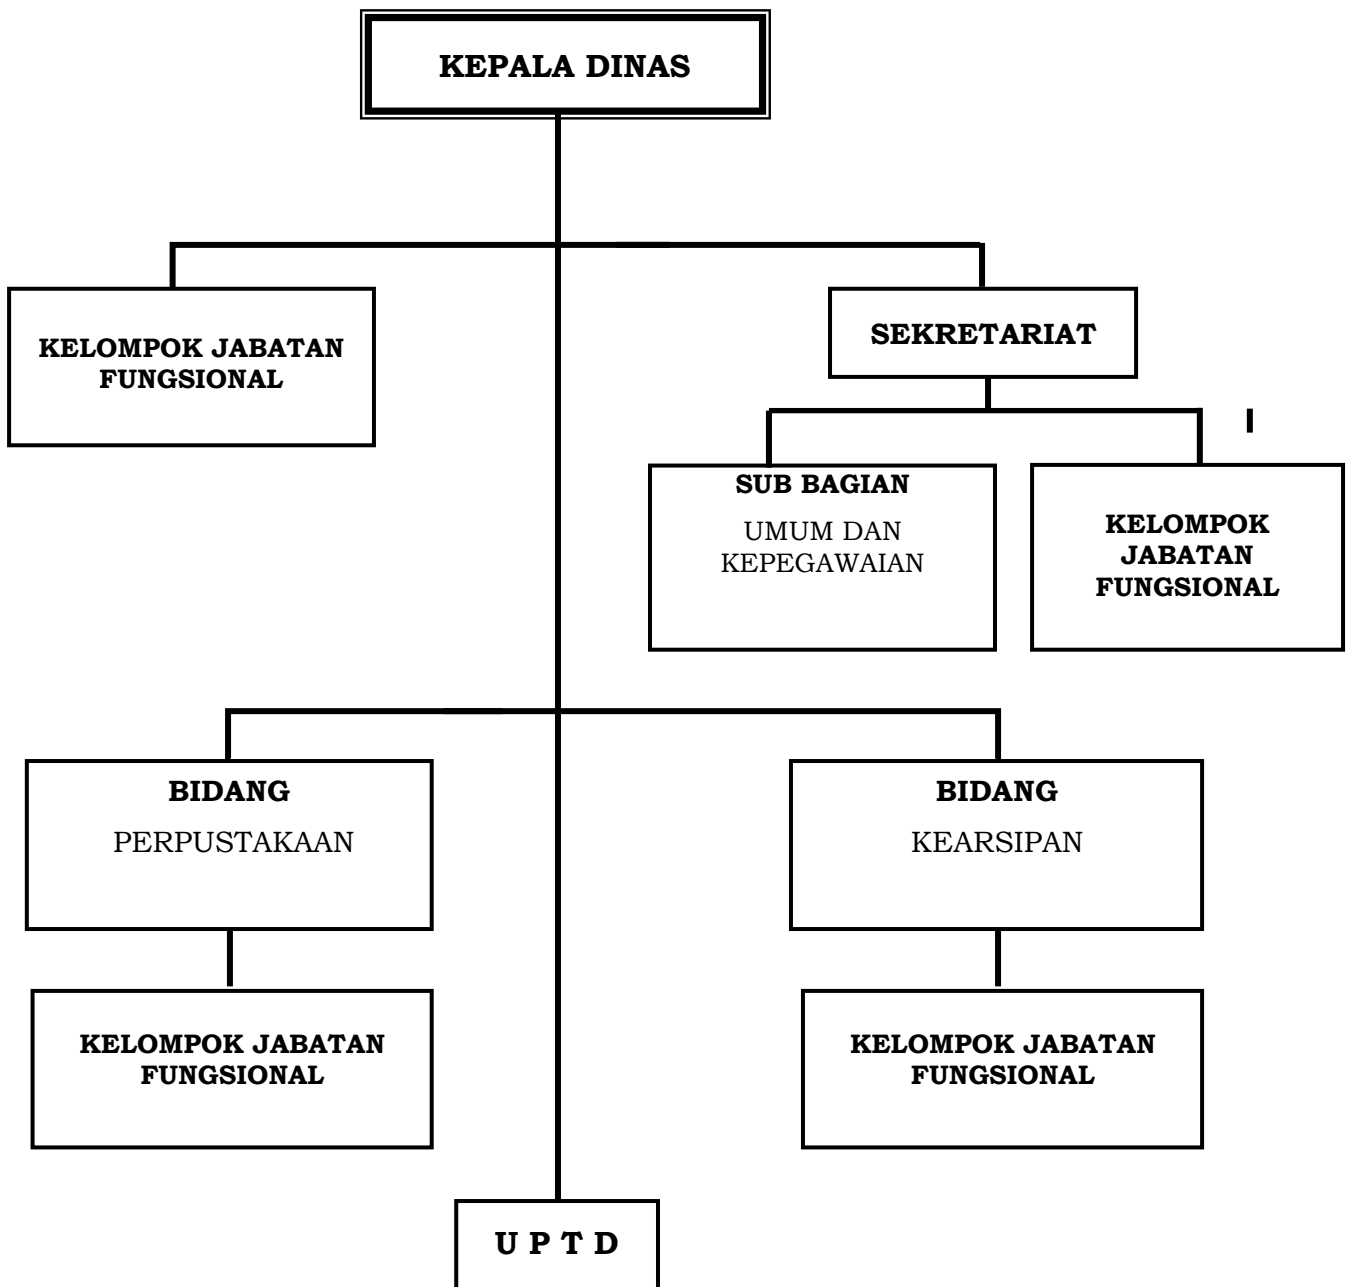 KEPALA DINAS
KELOMPOK JABATAN
FUNGSIONAL
SEKRETARIAT
SUB BAGIAN
UMUM DAN
KEPEGAWAIAN
KELOMPOK
JABATAN
FUNGSIONAL
BIDANG
PERPUSTAKAAN
BIDANG
KEARSIPAN
KELOMPOK JABATAN
FUNGSIONAL
KELOMPOK JABATAN
FUNGSIONAL
U P T D